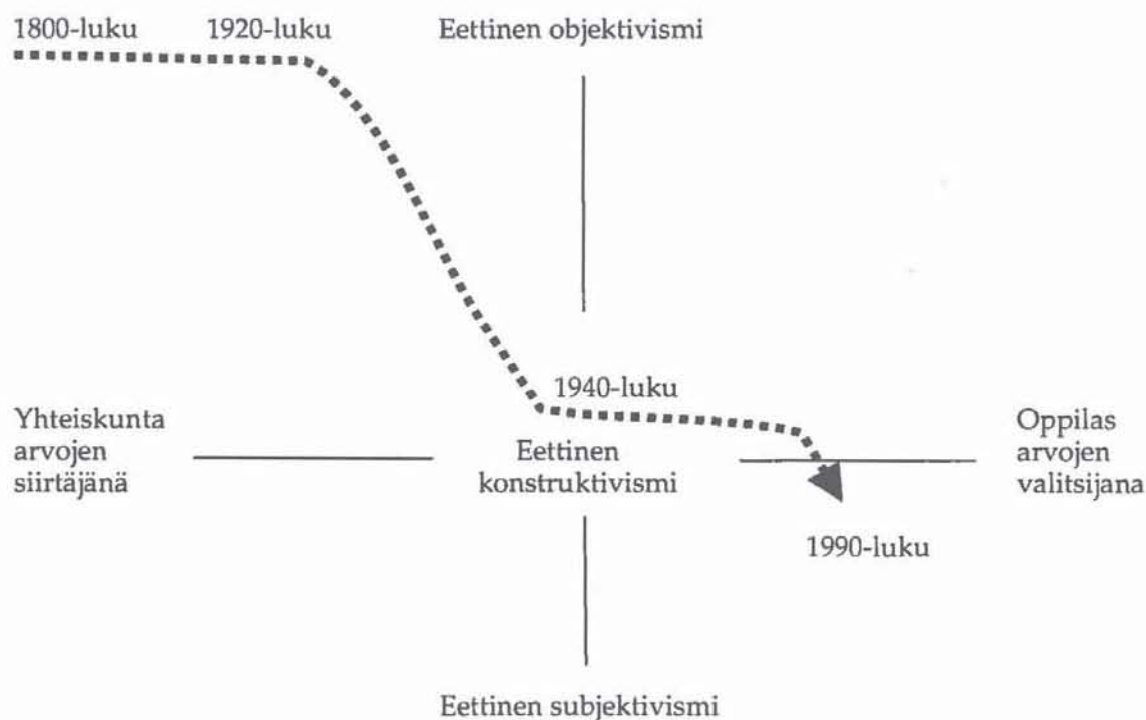 1800-luku 1920-luku Eettinen objektivismi
1940-luku
Yhteiskunta
arvojen
siirtäjänä
Eettinen
konstruktivismi
Oppilas
arvojen
valitsijana
1990-luku
Eettinen subjektivismi